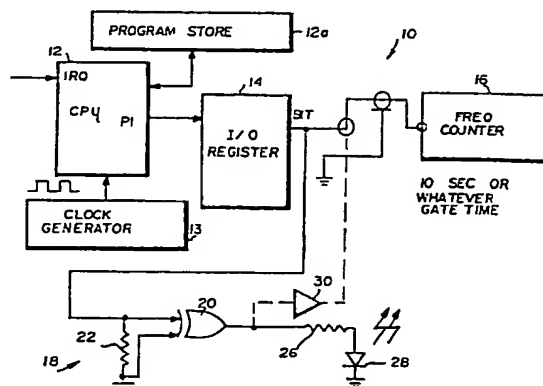 PROGRAM STORE
12a
10
12
IRQ
CPU
P1
14
I/O
REGISTER
BIT
16
FREQ
COUNTER
10 SEC OR
WHATEVER
GATE TIME
CLOCK
GENERATOR
13
30
20
22
18
26
28